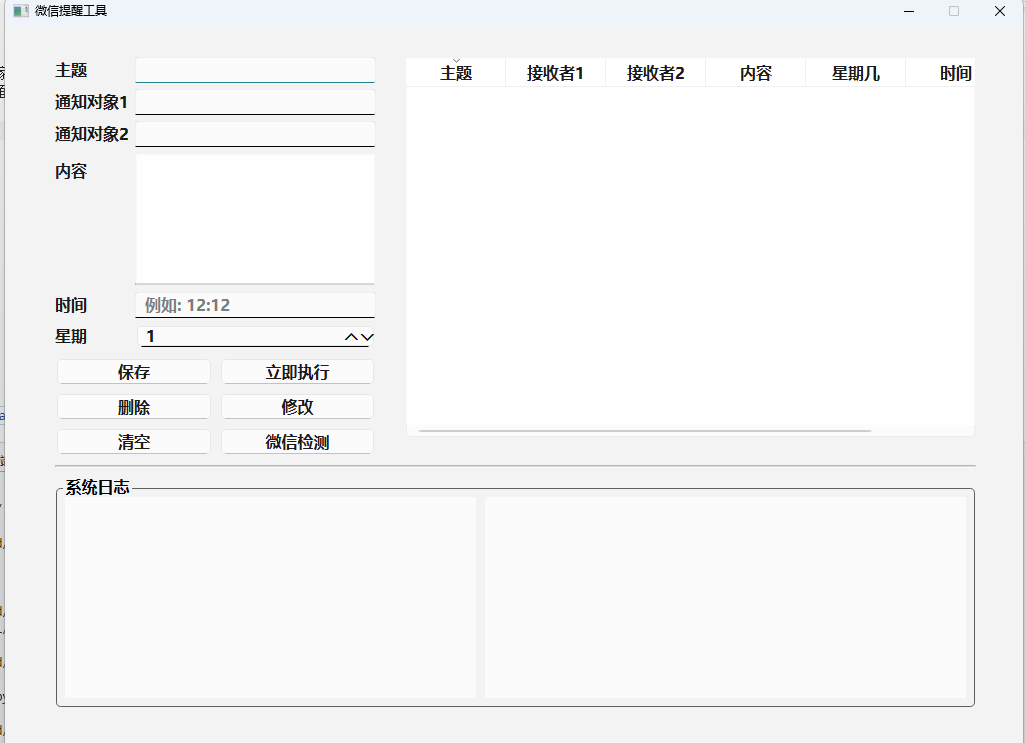 微信提醒工具
主题
通知对象1
通知对象2
内容
时间
例如: 12:12
星期
1
保存
立即执行
删除
修改
清空
微信检测
主题 接收者1 接收者2 内容 星期几 时间
系统日志